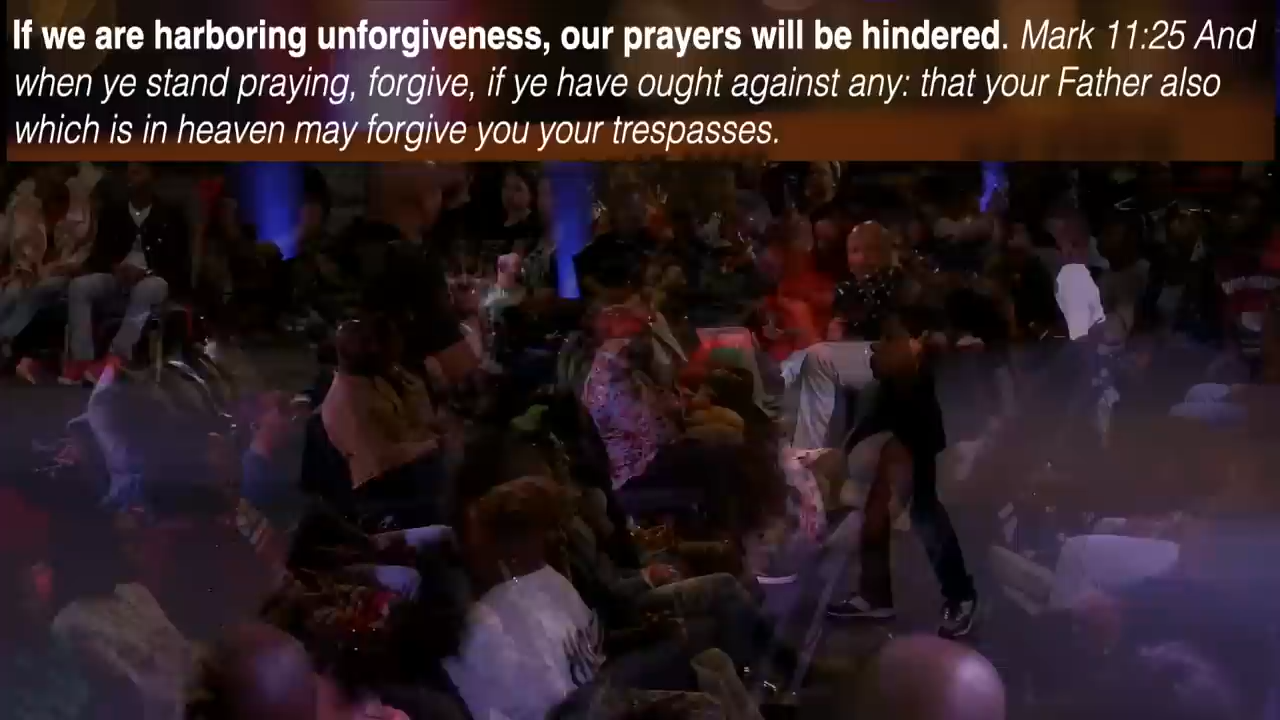 If we are harboring unforgiveness, our prayers will be hindered. Mark 11:25 And
when ye stand praying, forgive, if ye have ought against any: that your Father also
which is in heaven may forgive you your trespasses.